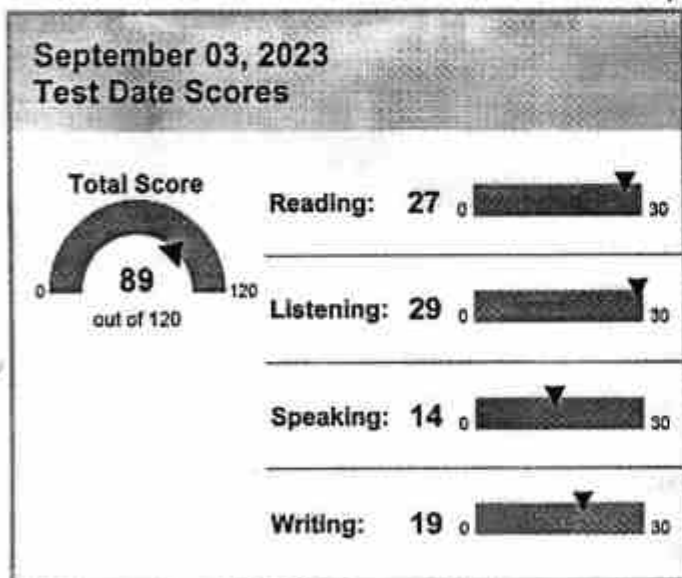 September 03, 2023
Test Date Scores
Total Score
0 89 120
out of 120
Reading: 27 0 30
Listening: 29 0 30
Speaking: 14 0 30
Writing: 19 0 30